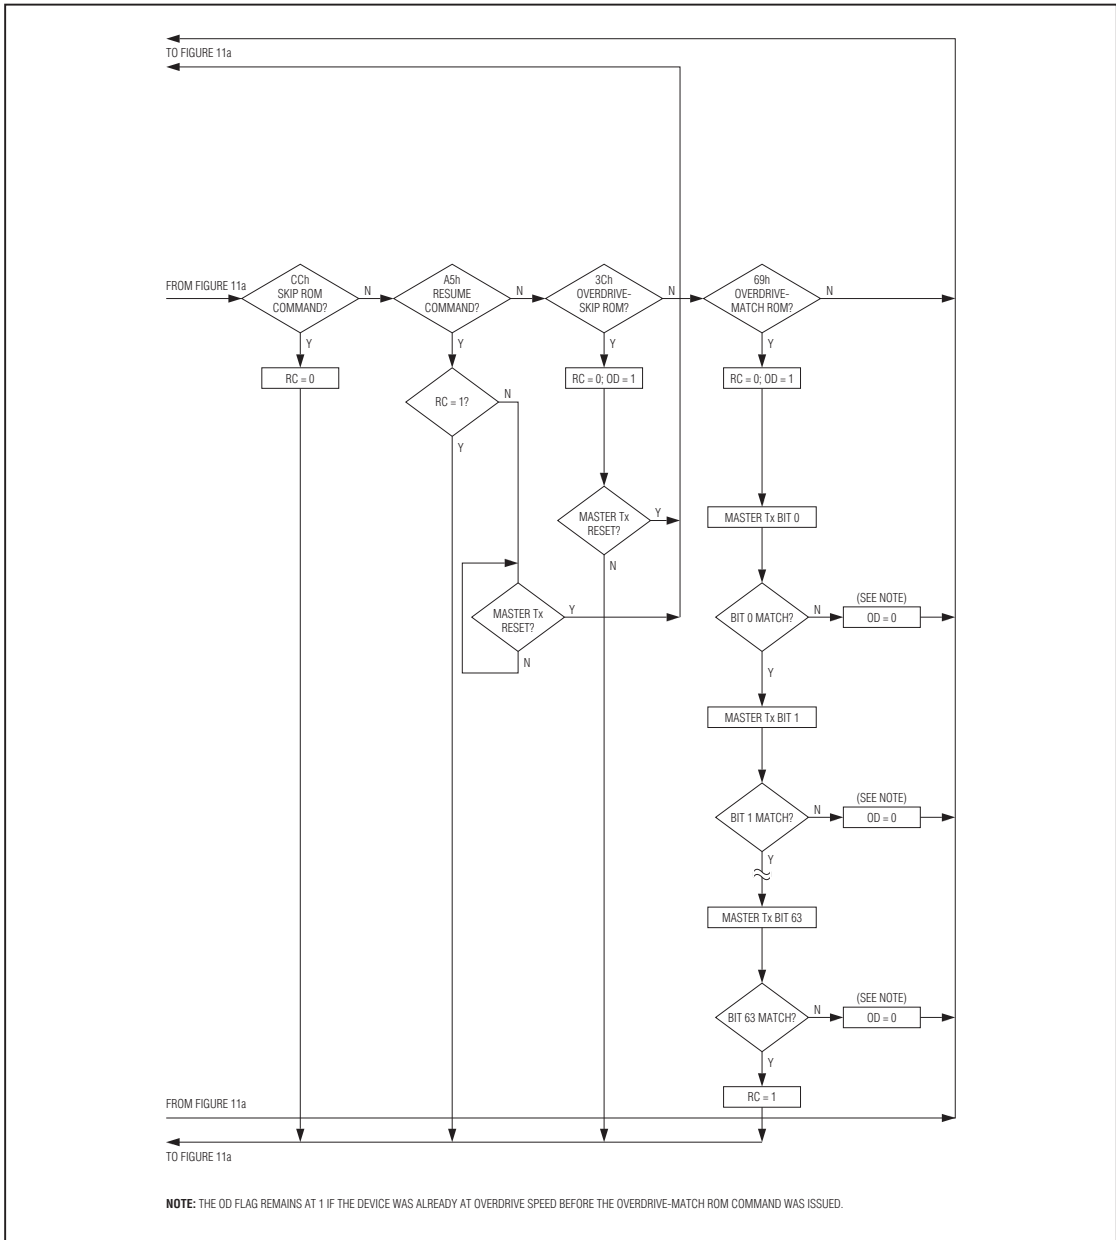 TO FIGURE 11a
FROM FIGURE 11a
CCh
SKIP ROM
COMMAND?
N
Y
RC = 0
A5h
RESUME
COMMAND?
N
Y
RC = 1?
N
Y
MASTER Tx
RESET?
Y
N
3Ch
OVERDRIVE-
SKIP ROM?
N
Y
RC = 0; OD = 1
MASTER Tx
RESET?
Y
N
69h
OVERDRIVE-
MATCH ROM?
N
Y
RC = 0; OD = 1
MASTER Tx BIT 0
BIT 0 MATCH?
N
(SEE NOTE)
OD = 0
Y
MASTER Tx BIT 1
BIT 1 MATCH?
N
(SEE NOTE)
OD = 0
Y
MASTER Tx BIT 63
BIT 63 MATCH?
N
(SEE NOTE)
OD = 0
Y
RC = 1
FROM FIGURE 11a
TO FIGURE 11a
NOTE: THE OD FLAG REMAINS AT 1 IF THE DEVICE WAS ALREADY AT OVERDRIVE SPEED BEFORE THE OVERDRIVE-MATCH ROM COMMAND WAS ISSUED.